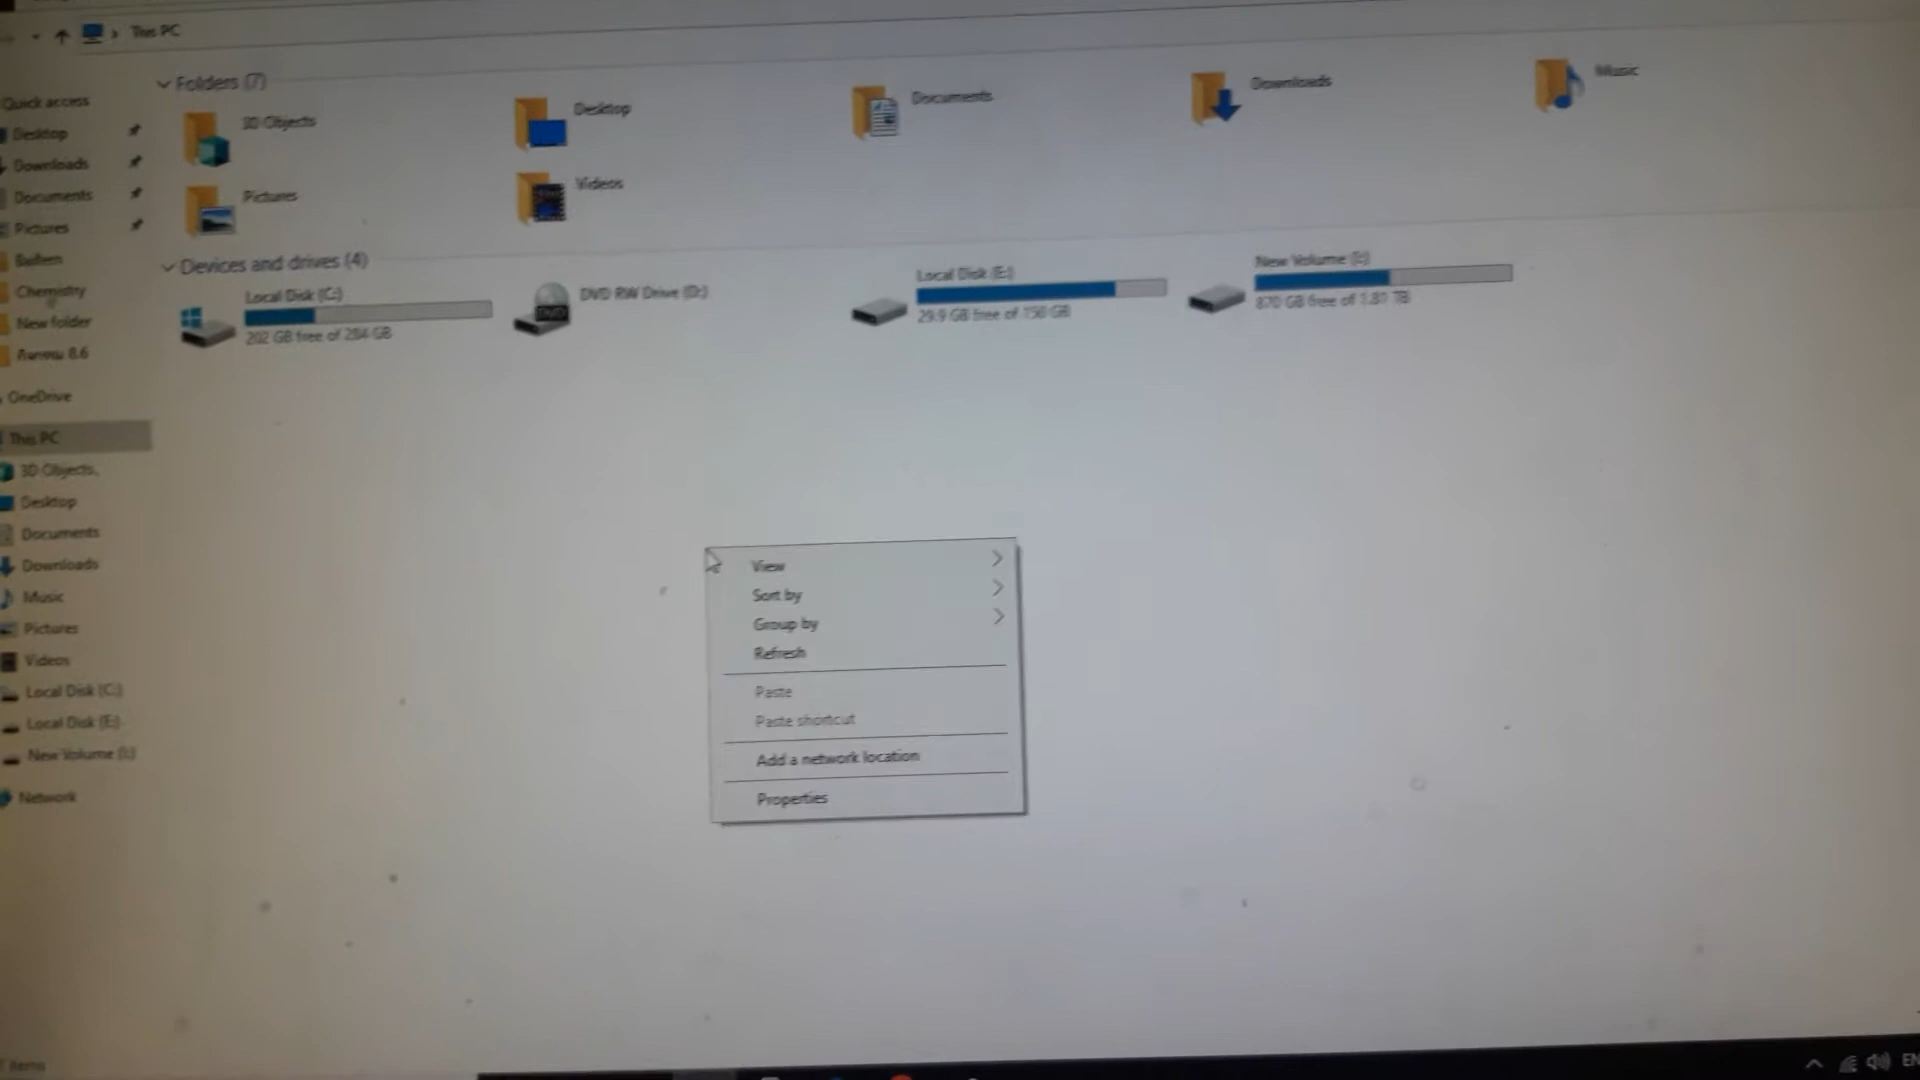 This PC
Folders (7)
3D Objects
Desktop
Documents
Downloads
Music
Pictures
Videos
Devices and drives (4)
Local Disk (C:)
202 GB free of 284 GB
DVD RW Drive (D:)
DVD
Local Disk (E:)
29.9 GB free of 150 GB
New Volume (I:)
870 GB free of 1.81 TB
Quick access
Desktop
Downloads
Documents
Pictures
Chemistry
New folder
OneDrive
This PC
3D Objects
Desktop
Documents
Downloads
Music
Pictures
Videos
Local Disk (C:)
Local Disk (E:)
New Volume (I:)
Network
View
Sort by
Group by
Refresh
Paste
Paste shortcut
Add a network location
Properties
items
EN